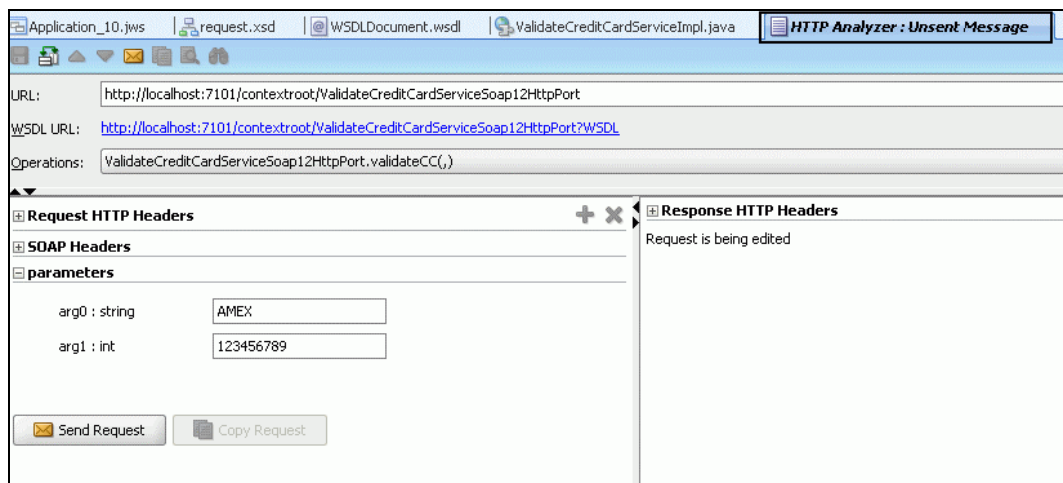 Application_10.jws request.xsd WSDLDocument.wsdl ValidateCreditCardServiceImpl.java HTTP Analyzer : Unsent Message
URL: http://localhost:7101/contextroot/ValidateCreditCardServiceSoap12HttpPort
WSDL URL: http://localhost:7101/contextroot/ValidateCreditCardServiceSoap12HttpPort?WSDL
Operations: ValidateCreditCardServiceSoap12HttpPort.validateCC(,)
Request HTTP Headers
SOAP Headers
parameters
arg0 : string AMEX
arg1 : int 123456789
Send Request Copy Request
Response HTTP Headers
Request is being edited